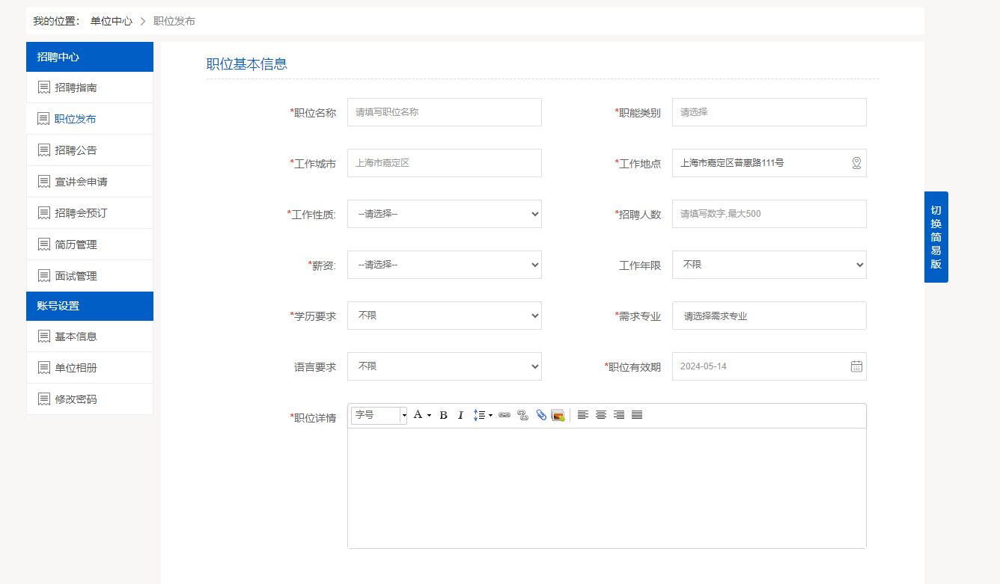 我的位置: 单位中心 > 职位发布
招聘中心
招聘指南
职位发布
招聘公告
宣讲会申请
招聘会预订
简历管理
面试管理
账号设置
基本信息
单位相册
修改密码
职位基本信息
*职位名称 请填写职位名称 *职能类别 请选择
*工作城市 上海市嘉定区 *工作地点 上海市嘉定区普惠路111号
*工作性质: --请选择-- *招聘人数 请填写数字,最大500
*薪资: --请选择-- 工作年限 不限
*学历要求 不限 *需求专业 请选择需求专业
语言要求 不限 *职位有效期 2024-05-14
*职位详情 字号 A B I
切换简易版